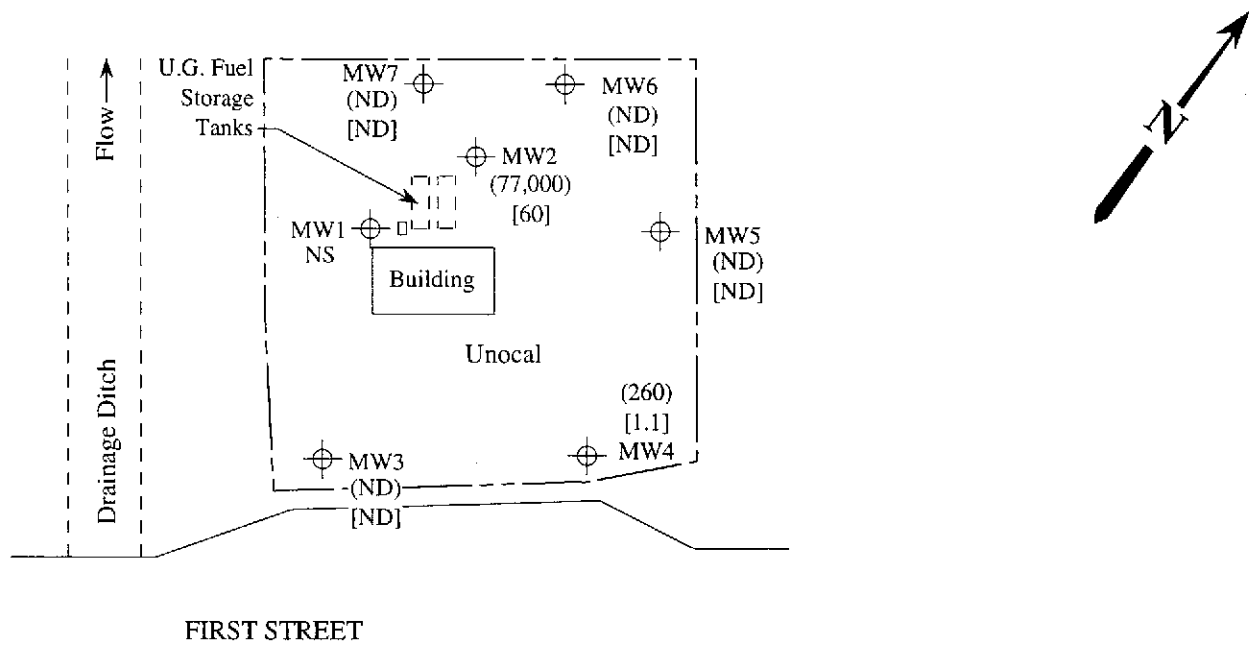 U.G. Fuel
Storage
Tanks
Flow
Drainage Ditch
MW7
(ND)
[ND]
MW6
(ND)
[ND]
MW2
(77,000)
[60]
MW1
NS
Building
MW5
(ND)
[ND]
Unocal
(260)
[1.1]
MW4
MW3
(ND)
[ND]
FIRST STREET
N